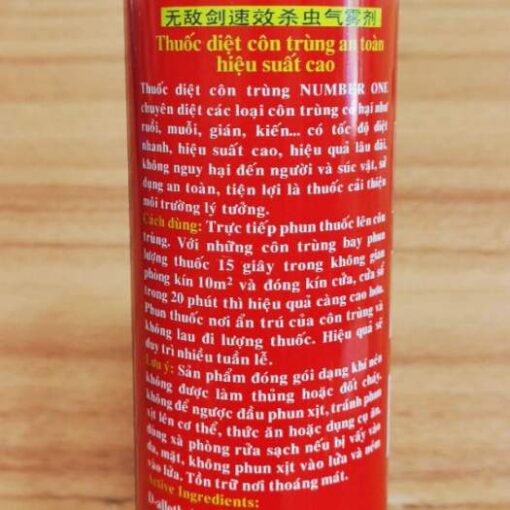 无敌剑速效杀虫气雾剂
Thuốc diệt côn trùng an toàn
hiệu suất cao
Thuốc diệt côn trùng NUMBER ONE
chuyên diệt các loại côn trùng có hại như
ruồi, muỗi, gián, kiến... có tốc độ diệt
nhanh, hiệu suất cao, hiệu quả lâu dài,
không nguy hại đến người và súc vật, sử
dụng an toàn, tiện lợi là thuốc cải thiện
môi trường lý tưởng.
Cách dùng: Trực tiếp phun thuốc lên côn
trùng. Với những côn trùng bay phun
lượng thuốc 15 giây trong không gian
phòng kín 10m² và đóng kín cửa, cửa sổ
trong 20 phút thì hiệu quả càng cao hơn.
Phun thuốc nơi ẩn trú của côn trùng và
không lau đi lượng thuốc. Hiệu quả sẽ
duy trì nhiều tuần lễ.
Lưu ý: Sản phẩm đóng gói dạng khí nén
không được làm thủng hoặc đốt cháy.
không để ngược đầu phun xịt, tránh phun
xịt lên cơ thể, thức ăn hoặc dụng cụ ăn.
dùng xà phòng rửa sạch nếu bị vấy vào
da, mặt, không phun xịt vào lửa và ném
vào lửa. Tồn trữ nơi thoáng mát.
Active Ingredients: